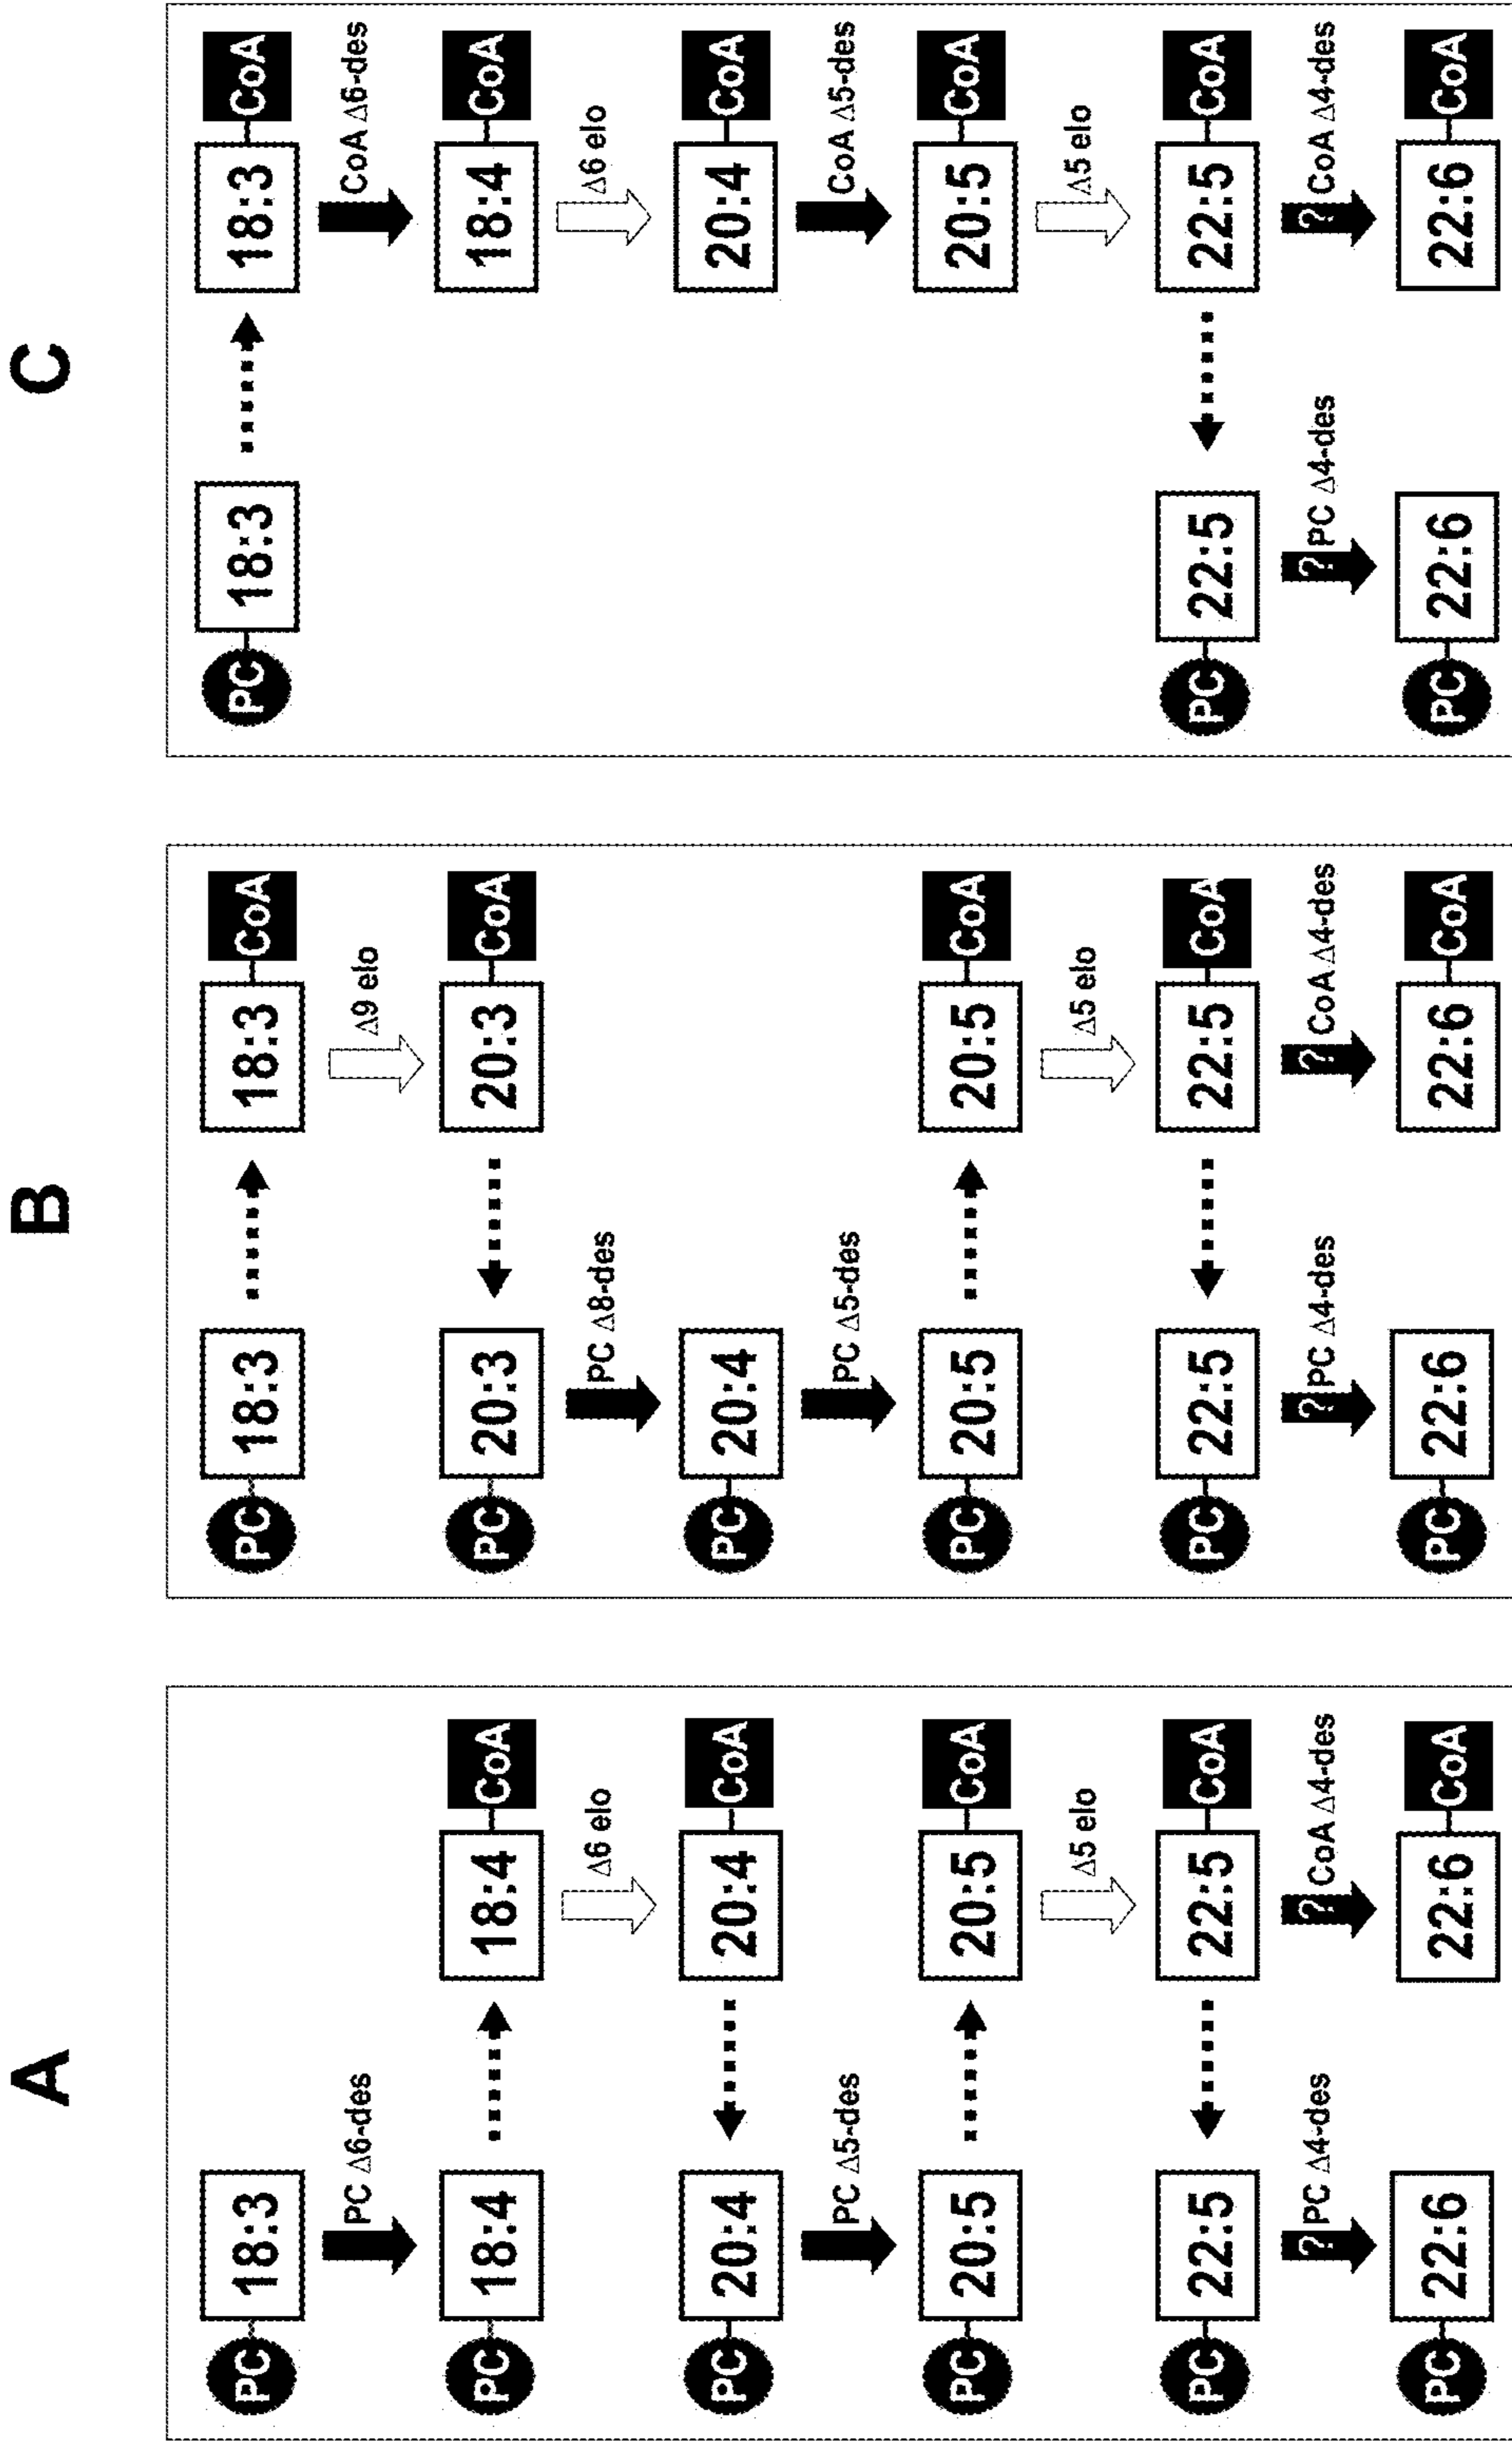 A
PC 18:3
PC Δ6-des
PC 18:4 18:4 CoA
Δ6 elo
PC 20:4 20:4 CoA
PC Δ5-des
PC 20:5 20:5 CoA
Δ5 elo
PC 22:5 22:5 CoA
? PC Δ4-des ? CoA Δ4-des
PC 22:6 22:6 CoA
B
PC 18:3 18:3 CoA
Δ9 elo
PC 20:3 20:3 CoA
PC Δ8-des
PC 20:4
PC Δ5-des
PC 20:5 20:5 CoA
Δ5 elo
PC 22:5 22:5 CoA
? PC Δ4-des ? CoA Δ4-des
PC 22:6 22:6 CoA
C
PC 18:3 18:3 CoA
CoA Δ6-des
18:4 CoA
Δ6 elo
20:4 CoA
CoA Δ5-des
20:5 CoA
Δ5 elo
PC 22:5 22:5 CoA
? PC Δ4-des ? CoA Δ4-des
PC 22:6 22:6 CoA